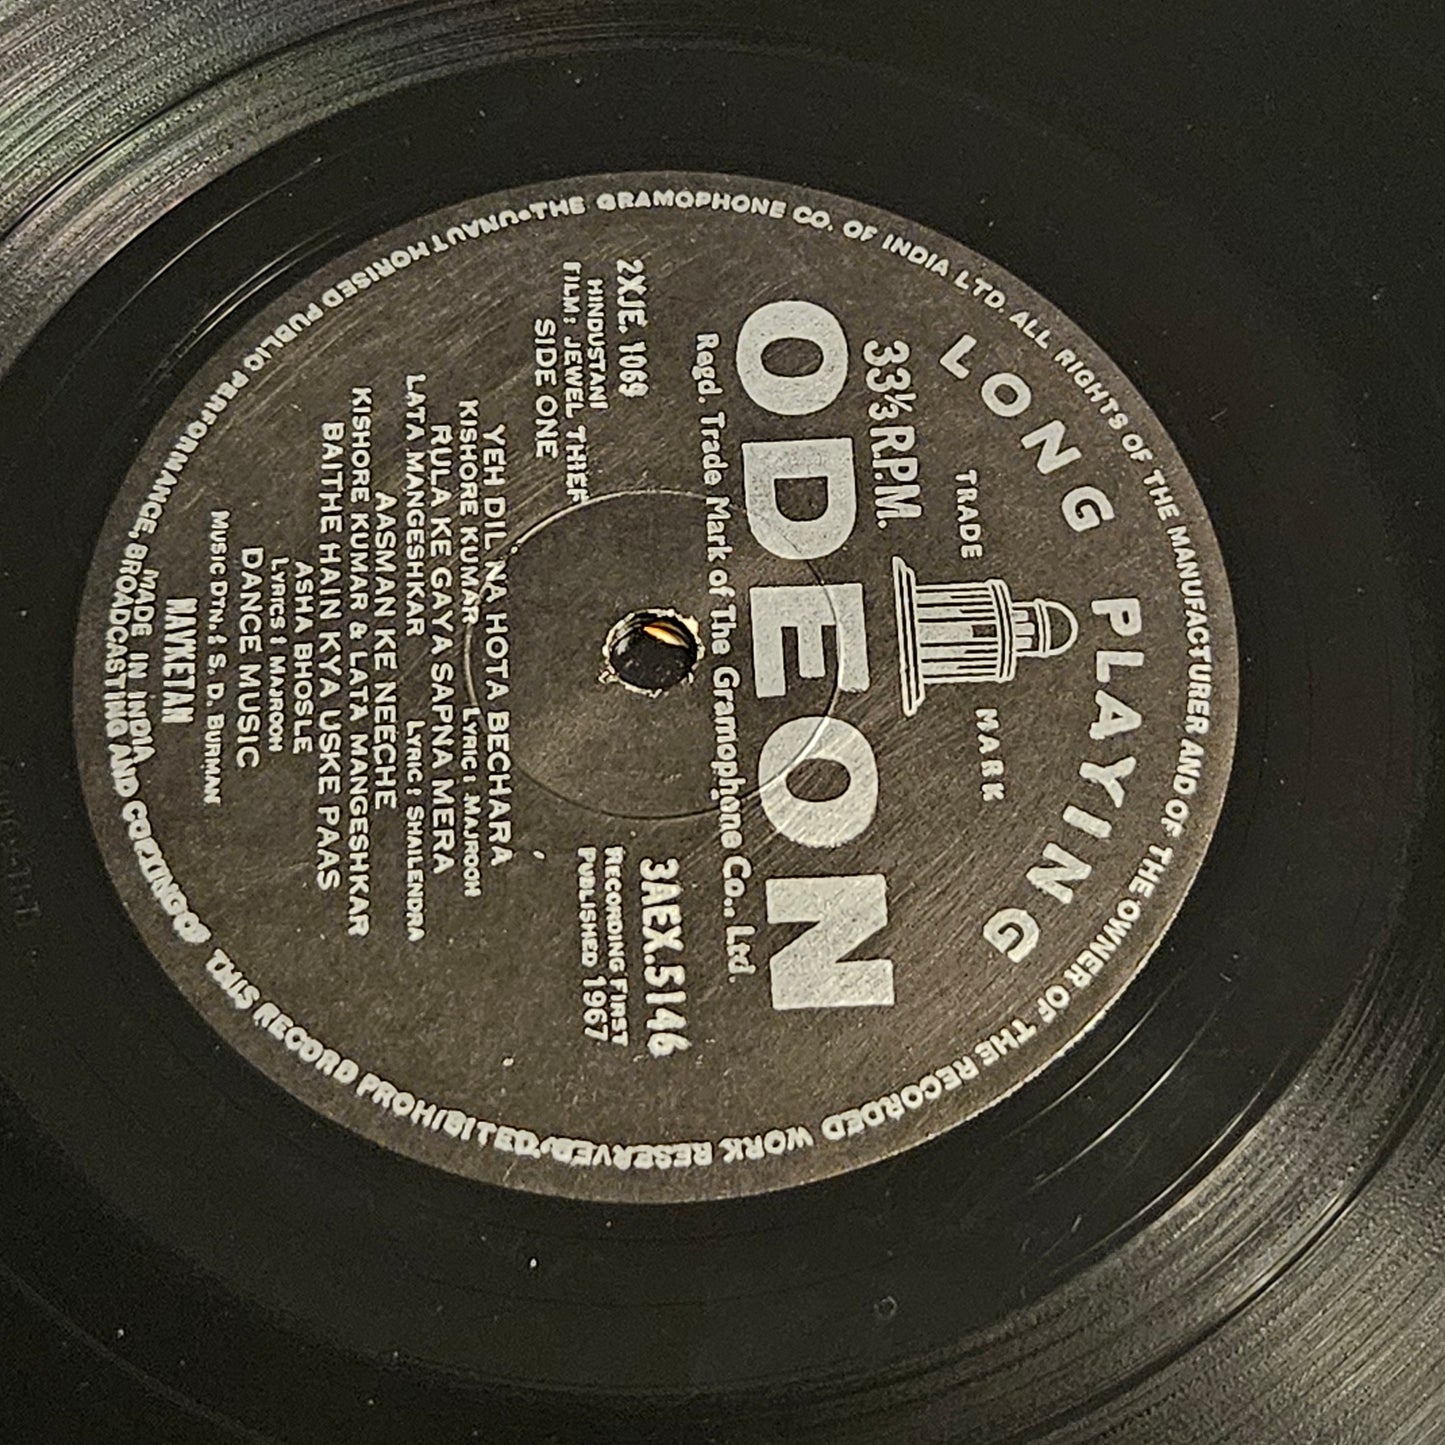 THE GRAMOPHONE CO. OF INDIA LTD. ALL RIGHTS OF THE MANUFACTURER AND OF THE OWNER OF THE RECORDED WORK RESERVED
UNAUTHORISED PUBLIC PERFORMANCE, BROADCASTING AND COPYING OF THIS RECORD PROHIBITED
LONG PLAYING
TRADE MARK
33⅓ R.P.M.
ODEON
Regd. Trade Mark of The Gramophone Co., Ltd.
2XJE. 1069
3AEX.5146
HINDUSTANI
RECORDING FIRST
FILM: JEWEL THIEF
PUBLISHED 1967
SIDE ONE
YEH DIL NA HOTA BECHARA
KISHORE KUMAR LYRIC: MAJROOH
RULA KE GAYA SAPNA MERA
LATA MANGESHKAR LYRIC: SHAILENDRA
AASMAN KE NEECHE
KISHORE KUMAR & LATA MANGESHKAR
BAITHE HAIN KYA USKE PAAS
ASHA BHOSLE
LYRICS: MAJROOH
DANCE MUSIC
MUSIC DTN.: S. D. BURMAN
NAVKETAN
MADE IN INDIA